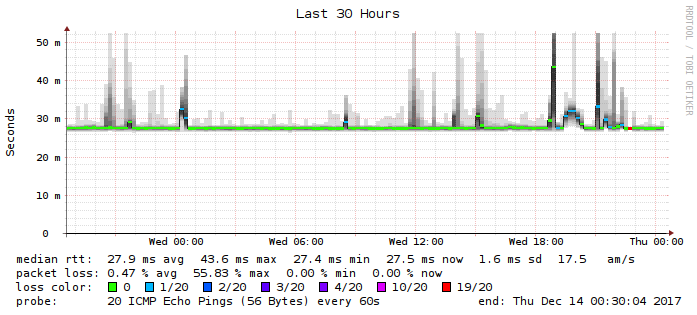 Last 30 Hours
RRDTOOL / TOBI OETIKER
Seconds
50 m
40 m
30 m
20 m
10 m
0
Wed 00:00 Wed 06:00 Wed 12:00 Wed 18:00 Thu 00:00
median rtt: 27.9 ms avg 43.6 ms max 27.4 ms min 27.5 ms now 1.6 ms sd 17.5 am/s
packet loss: 0.47 % avg 55.83 % max 0.00 % min 0.00 % now
loss color: 0 1/20 2/20 3/20 4/20 10/20 19/20
probe: 20 ICMP Echo Pings (56 Bytes) every 60s end: Thu Dec 14 00:30:04 2017